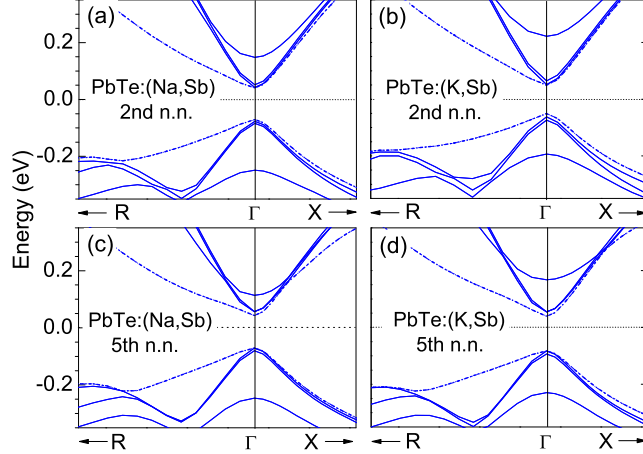 (a)
PbTe:(Na,Sb)
2nd n.n.
(b)
PbTe:(K,Sb)
2nd n.n.
0.2
0.0
-0.2
R Γ X
R Γ X
Energy (eV)
(c)
PbTe:(Na,Sb)
5th n.n.
(d)
PbTe:(K,Sb)
5th n.n.
0.2
0.0
-0.2
R Γ X
R Γ X